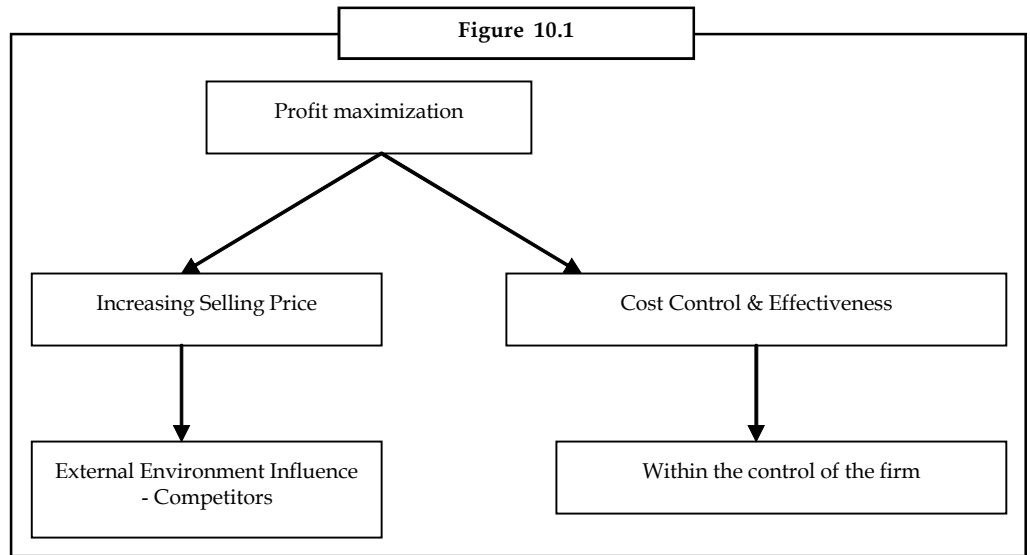 Figure 10.1
Profit maximization
Increasing Selling Price
Cost Control & Effectiveness
External Environment Influence
- Competitors
Within the control of the firm